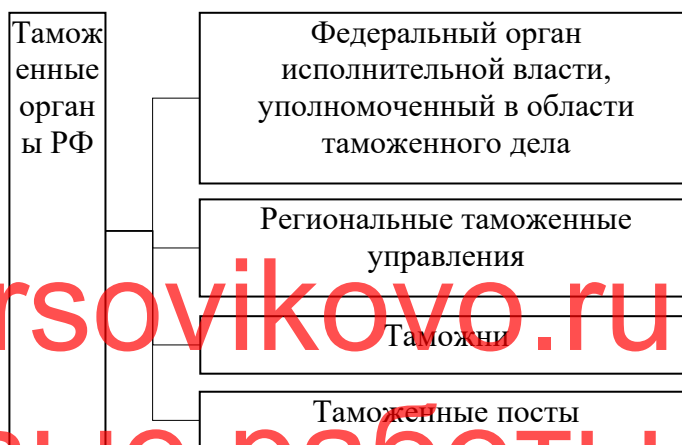 Тамож
енные
орган
ы РФ
Федеральный орган
исполнительной власти,
уполномоченный в области
таможенного дела
Региональные таможенные
управления
rsovikovo.ru
Таможни
Таможенные посты